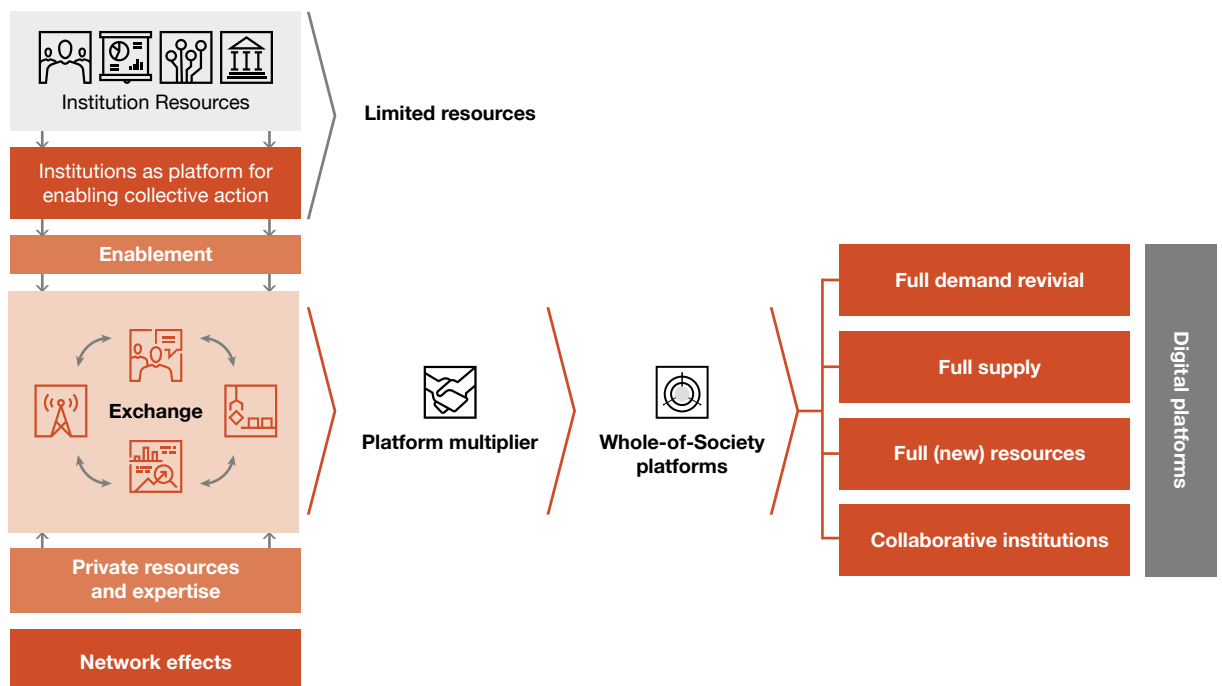 Institution Resources
Limited resources
Institutions as platform for
enabling collective action
Enablement
Exchange
Platform multiplier
Whole-of-Society
platforms
Full demand revivial
Full supply
Full (new) resources
Collaborative institutions
Digital platforms
Private resources
and expertise
Network effects